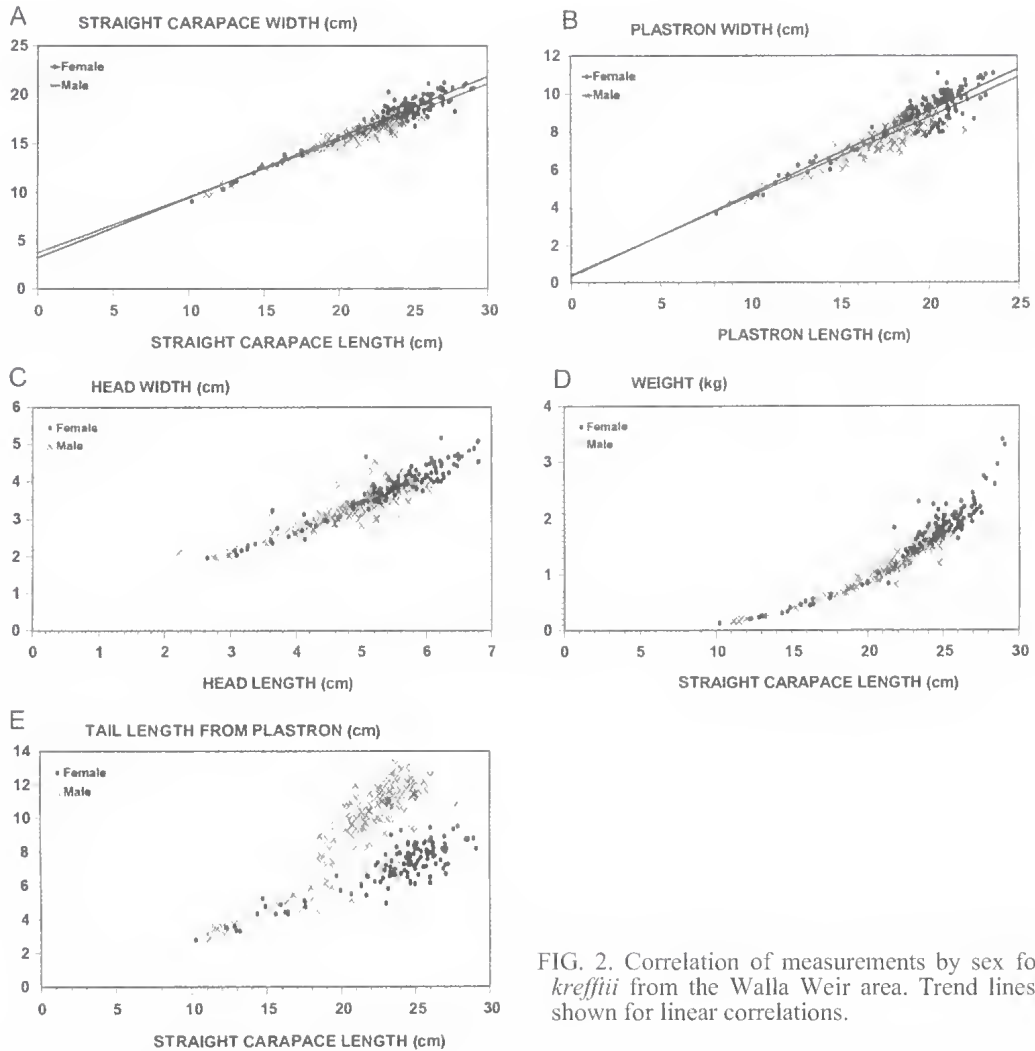 A
STRAIGHT CARAPACE WIDTH (cm)
25
20
15
10
5
0
Female
Male
0 5 10 15 20 25 30
STRAIGHT CARAPACE LENGTH (cm)
B
PLASTRON WIDTH (cm)
12
10
8
6
4
2
0
Female
Male
0 5 10 15 20 25
PLASTRON LENGTH (cm)
C
HEAD WIDTH (cm)
6
5
4
3
2
1
0
Female
Male
0 1 2 3 4 5 6 7
HEAD LENGTH (cm)
D
WEIGHT (kg)
4
3
2
1
0
Female
Male
0 5 10 15 20 25 30
STRAIGHT CARAPACE LENGTH (cm)
E
TAIL LENGTH FROM PLASTRON (cm)
14
12
10
8
6
4
2
0
Female
Male
0 5 10 15 20 25 30
STRAIGHT CARAPACE LENGTH (cm)
FIG. 2. Correlation of measurements by sex fo
krefftii from the Walla Weir area. Trend lines
shown for linear correlations.